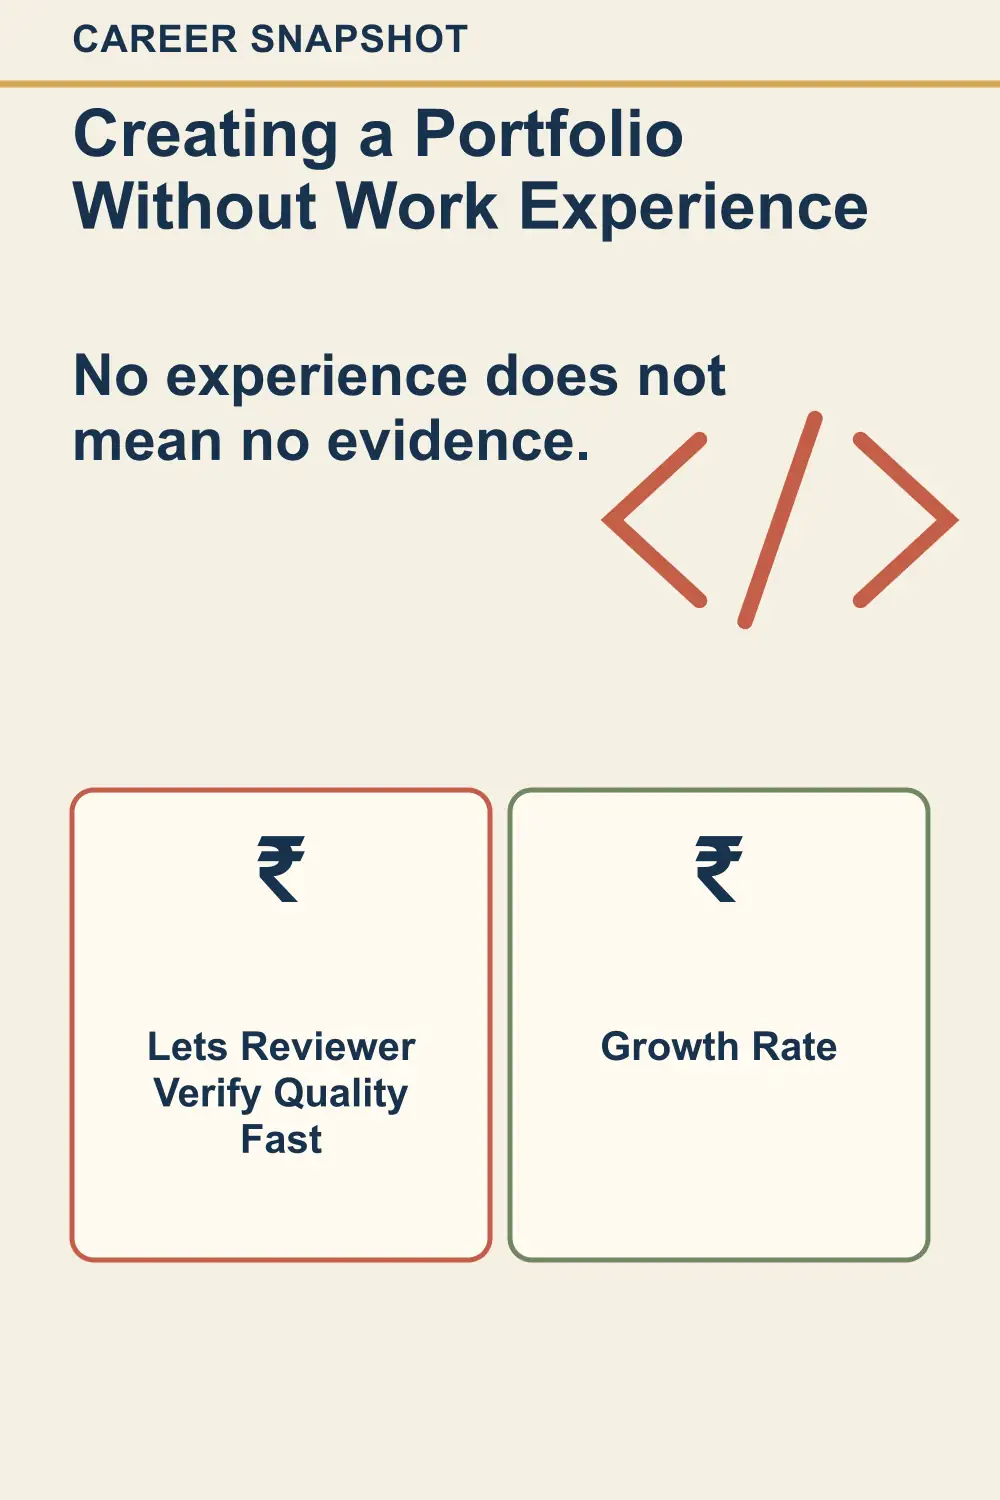 CAREER SNAPSHOT
Creating a Portfolio
Without Work Experience
No experience does not
mean no evidence.
</>
₹
Lets Reviewer
Verify Quality
Fast
₹
Growth Rate